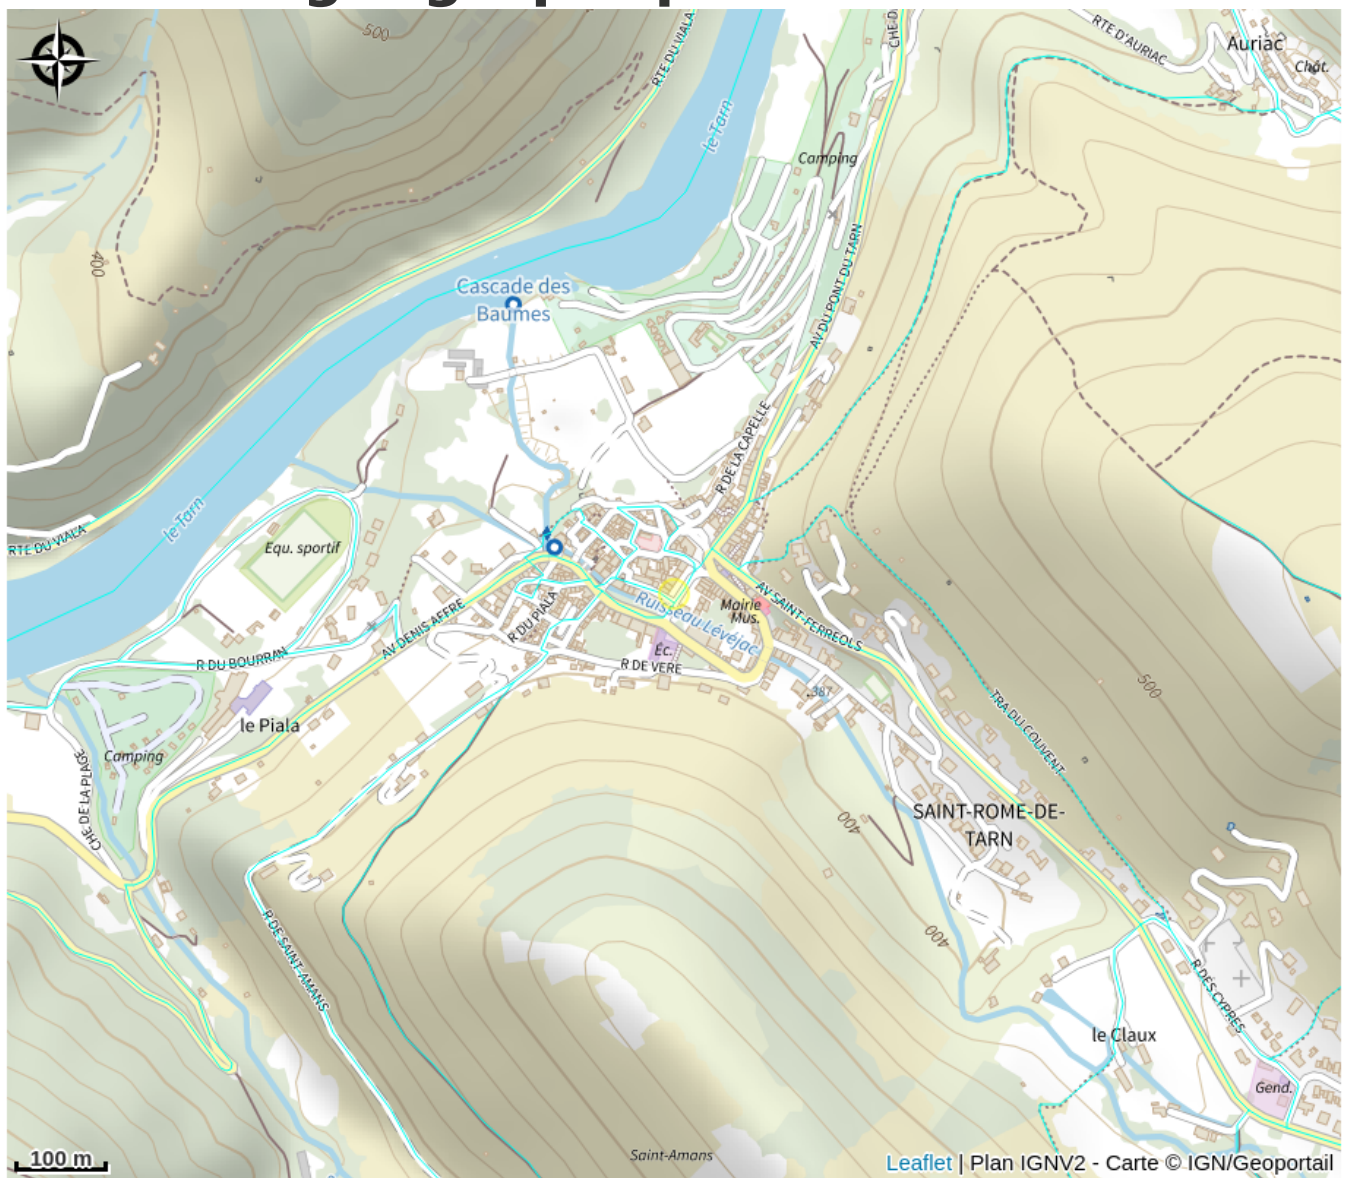 500
RTE DU VIALA
CHE D
RTE D'AURIAC
Auriac
Chât.
le Tarn
Camping
400
AV DU PONT DU TARN
Cascade des
Baumes
R DE LA CAPELLE
le Tarn
RTE DU VIALA
Equ. sportif
AV DENIS AFFRE
R DU PIALA
Ruisseau Lévéjac
Mairie
Mus.
AV SAINT-FERREOLS
Éc.
R DE VERE
R DU BOURRAN
387
500
TRA DU COUVENT
le Piala
Camping
CHE DE LA PLAGE
400
SAINT-ROME-DE-
TARN
D
400
R DE SAINT-AMANS
R DES CYPRES
le Claux
Gend.
Saint-Amans
100 m
Leaflet | Plan IGNV2 - Carte © IGN/Geoportail